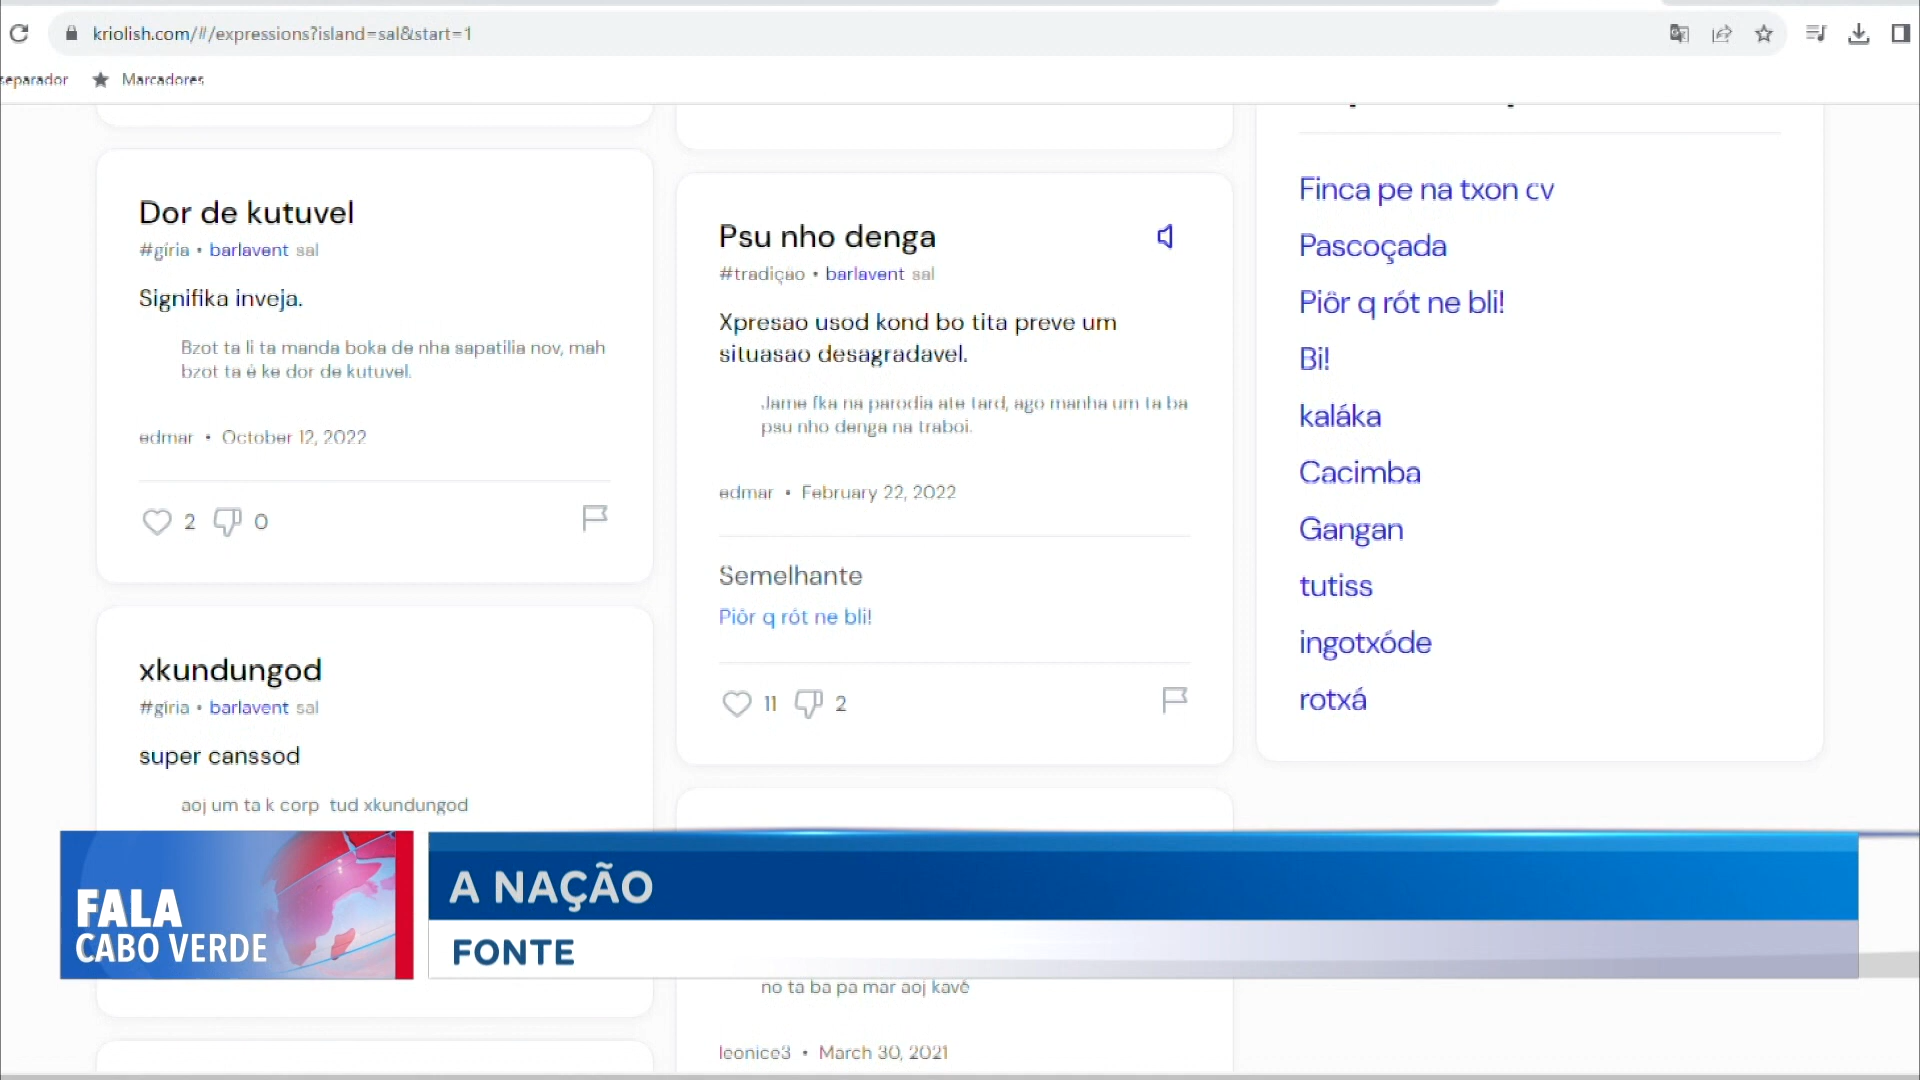 kriolish.com/#/expressions?island=sal&start=1
separador
Marcadores
Dor de kutuvel
#gíria • barlavent sal
Signifika inveja.
Bzot ta li ta manda boka de nha sapatilia nov, mah
bzot ta é ke dor de kutuvel.
edmar • October 12, 2022
2
0
xkundungod
#gíria • barlavent sal
super canssod
aoj um ta k corp tud xkundungod
Psu nho denga
#tradiçao • barlavent sal
Xpresao usod kond bo tita preve um
situasao desagradavel.
Jame fka na parodia ate tard, ago manha um ta ba
psu nho denga na traboi.
edmar • February 22, 2022
Semelhante
Piôr q rót ne bli!
11
2
no ta ba pa mar aoj kavé
leonice3 • March 30, 2021
Finca pe na txon cv
Pascoçada
Piôr q rót ne bli!
Bi!
kaláka
Cacimba
Gangan
tutiss
ingotxóde
rotxá
FALA
CABO VERDE
A NAÇÃO
FONTE